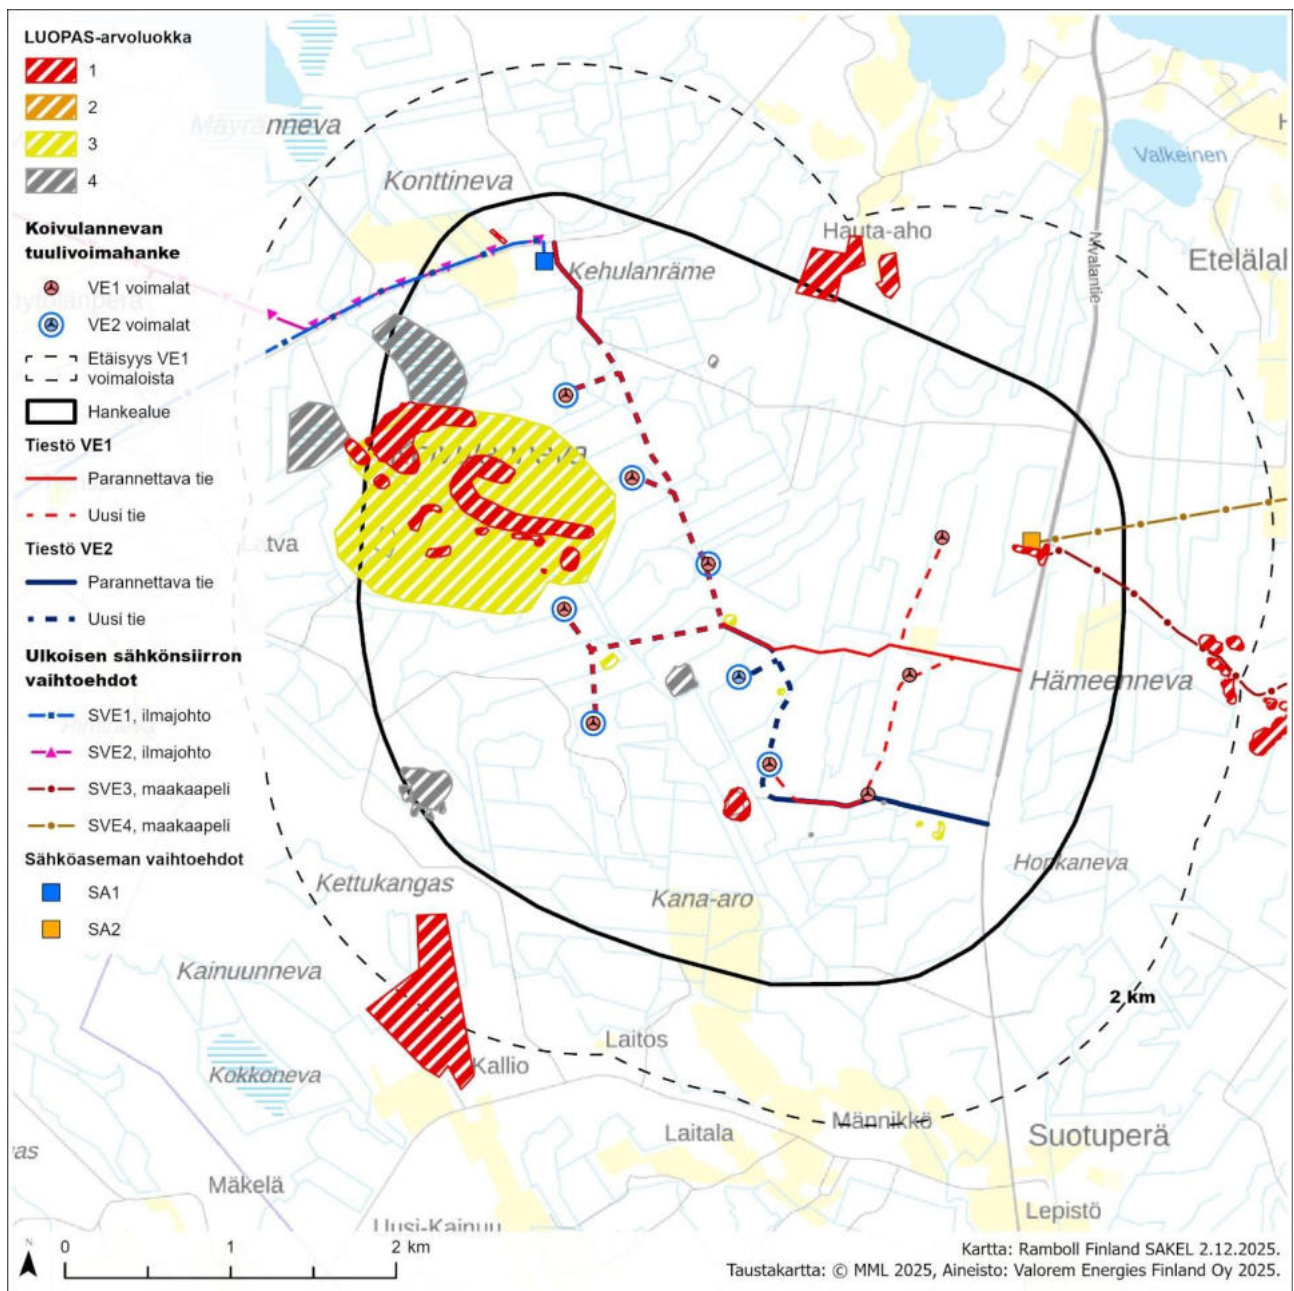 LUOPAS-arvoluokka
1
2
3
4
Koivulannevan
tuulivoimahanke
VE1 voimalat
VE2 voimalat
Etäisyys VE1
voimaloista
Hankealue
Tiestö VE1
Parannettava tie
Uusi tie
Tiestö VE2
Parannettava tie
Uusi tie
Ulkoisen sähkönsiirron
vaihtoehdot
SVE1, ilmajohto
SVE2, ilmajohto
SVE3, maakaapeli
SVE4, maakaapeli
Sähköaseman vaihtoehdot
SA1
SA2
Mäyränneva
Konttineva
Valkeinen
Hauta-aho
Nivalantie
Etelälal
Kehulanräme
Hämeenneva
Kettukangas
Kana-aro
Honkaneva
Kainuunneva
2 km
Laitos
Kallio
Kokkoneva
Männikkö
Laitala
Suotuperä
Mäkelä
Lepistö
Uusi-Kainuu
N
0 1 2 km
Kartta: Ramboll Finland SAKEL 2.12.2025.
Taustakartta: © MML 2025, Aineisto: Valorem Energies Finland Oy 2025.